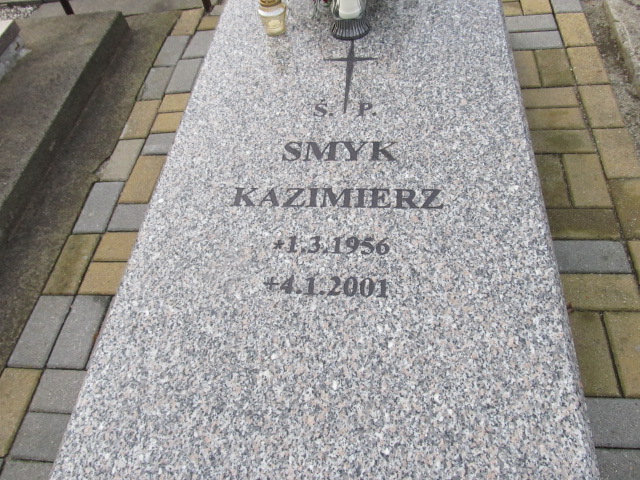 Ś. P.
SMYK
KAZIMIERZ
*1.3.1956
+4.1.2001